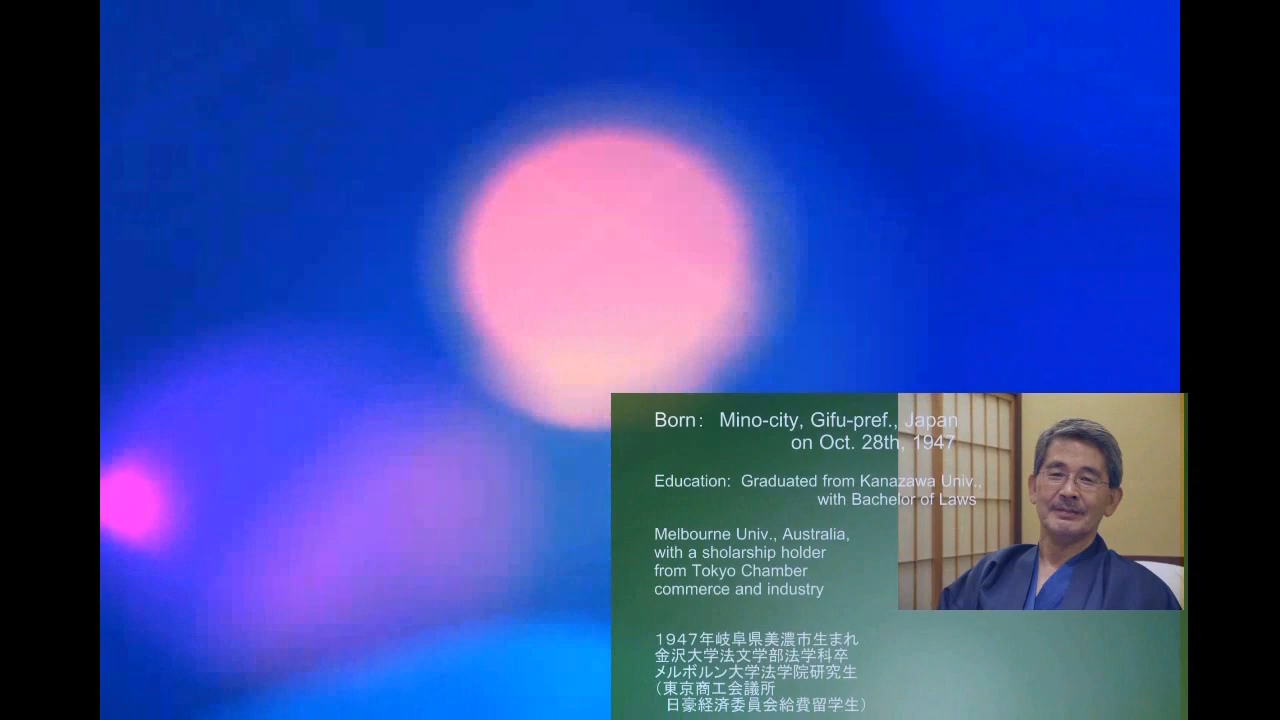 Born: Mino-city, Gifu-pref., Japan
on Oct. 28th, 1947
Education: Graduated from Kanazawa Univ.,
with Bachelor of Laws
Melbourne Univ., Australia,
with a sholarship holder
from Tokyo Chamber
commerce and industry
1947年岐阜県美濃市生まれ
金沢大学法文学部法学科卒
メルボルン大学法学院研究生
(東京商工会議所
日豪経済委員会給費留学生)